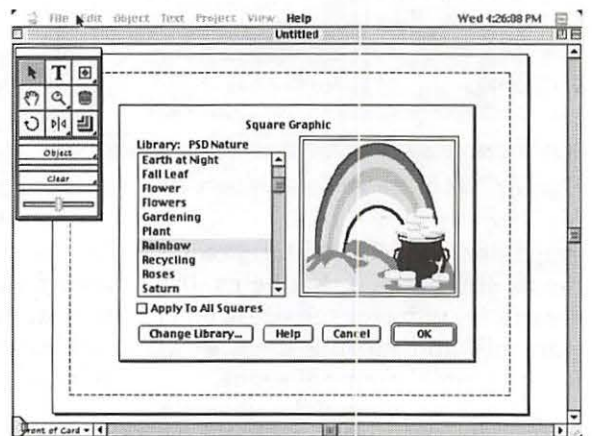 File Edit Object Text Project View Help Wed 4:26:08 PM
Untitled
T
Object
Clear
Square Graphic
Library: PSD Nature
Earth at Night
Fall Leaf
Flower
Flowers
Gardening
Plant
Rainbow
Recycling
Roses
Saturn
Apply To All Squares
Change Library... Help Cancel OK
Front of Card